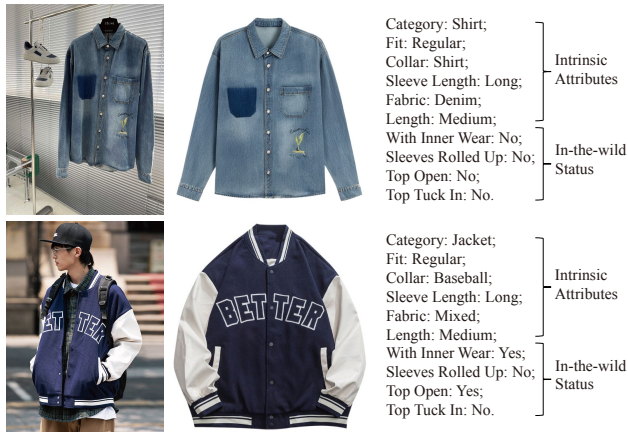 Category: Shirt;
Fit: Regular;
Collar: Shirt;
Sleeve Length: Long;
Fabric: Denim;
Length: Medium;
Intrinsic
Attributes
With Inner Wear: No;
Sleeves Rolled Up: No;
Top Open: No;
Top Tuck In: No.
In-the-wild
Status
Category: Jacket;
Fit: Regular;
Collar: Baseball;
Sleeve Length: Long;
Fabric: Mixed;
Length: Medium;
Intrinsic
Attributes
With Inner Wear: Yes;
Sleeves Rolled Up: No;
Top Open: Yes;
Top Tuck In: No.
In-the-wild
Status
ET TER
BETTER